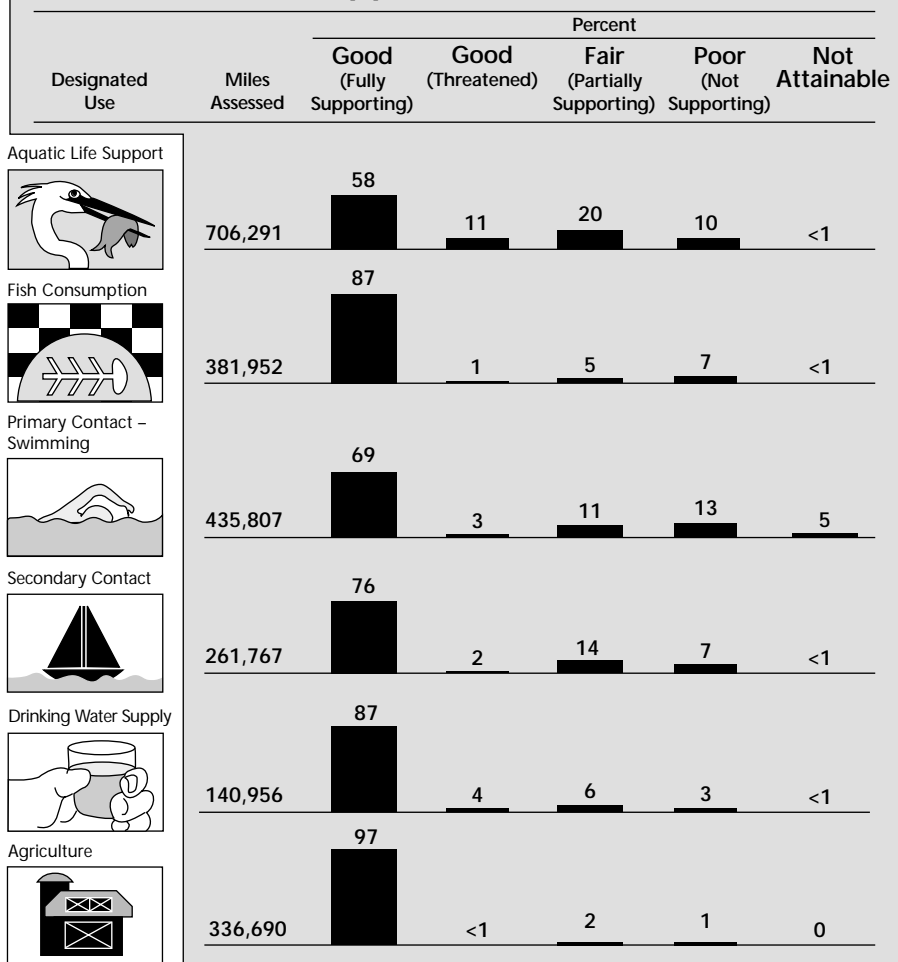 Percent
Designated Use
Miles Assessed
Good (Fully Supporting)
Good (Threatened)
Fair (Partially Supporting)
Poor (Not Supporting)
Not Attainable
Aquatic Life Support
706,291 58 11 20 10 <1
Fish Consumption
381,952 87 1 5 7 <1
Primary Contact –
Swimming
435,807 69 3 11 13 5
Secondary Contact
261,767 76 2 14 7 <1
Drinking Water Supply
140,956 87 4 6 3 <1
Agriculture
336,690 97 <1 2 1 0